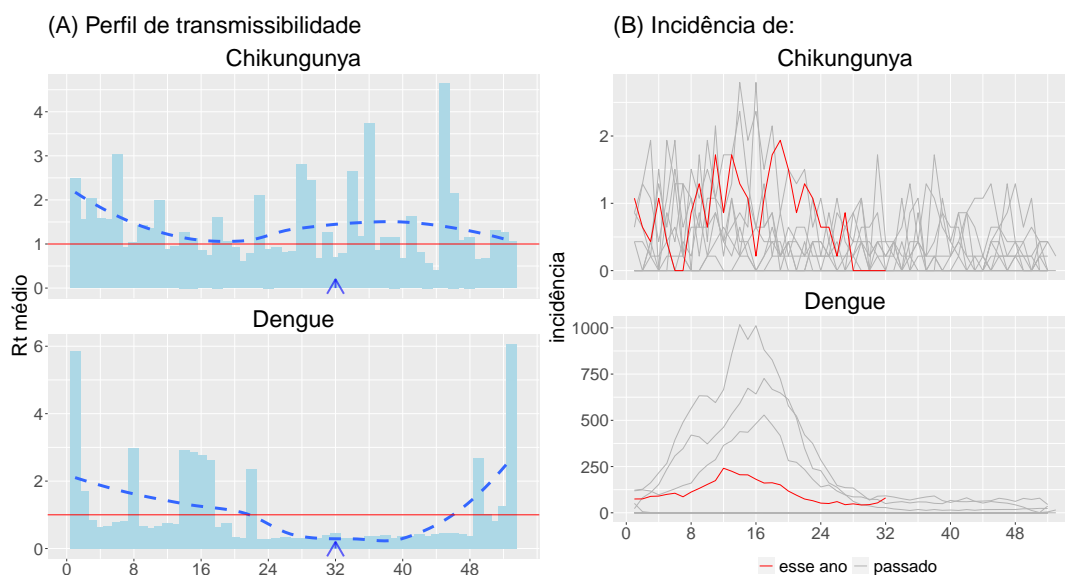 (A) Perfil de transmissibilidade
Chikungunya
4
3
2
1
0
Dengue
6
4
2
0
0 8 16 24 32 40 48
Rt médio
(B) Incidência de:
Chikungunya
2
1
0
Dengue
1000
750
500
250
0
0 8 16 24 32 40 48
incidência
esse ano passado